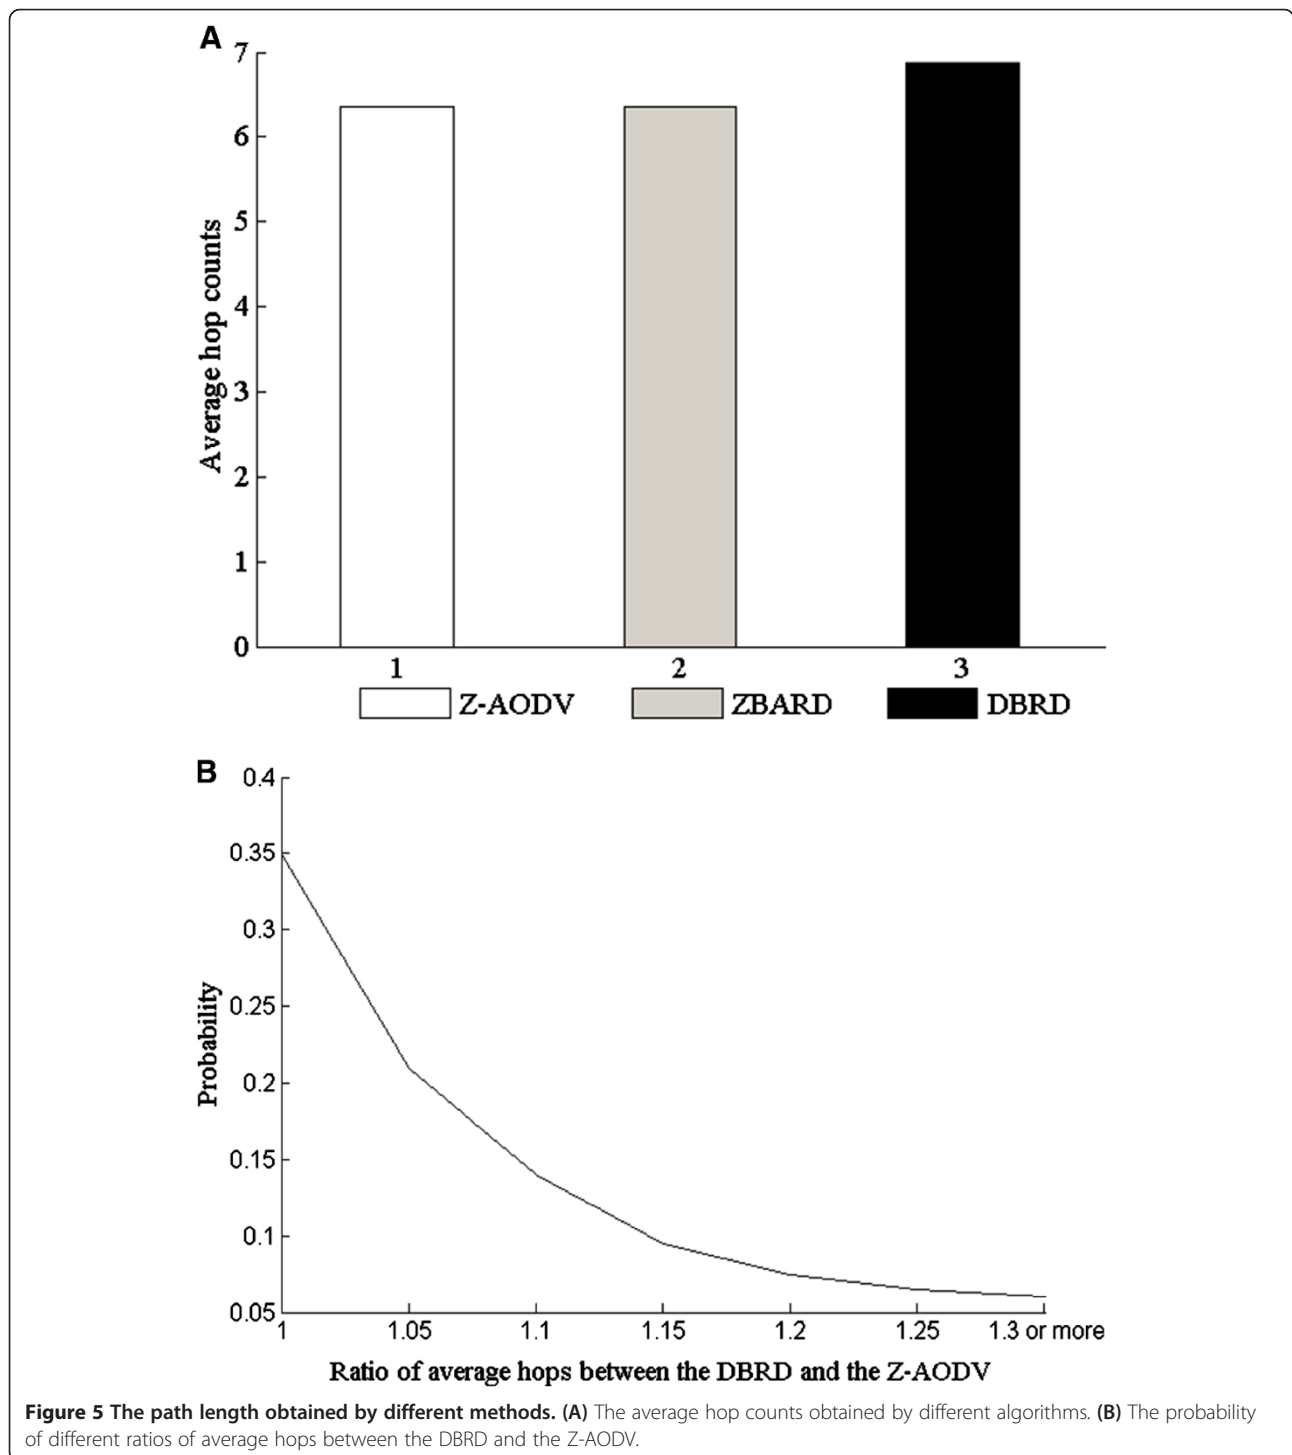 A
7
6
5
4
3
2
1
0
Average hop counts
1 2 3
Z-AODV ZBARD DBRD
B
0.4
0.35
0.3
0.25
0.2
0.15
0.1
0.05
Probability
1 1.05 1.1 1.15 1.2 1.25 1.3 or more
Ratio of average hops between the DBRD and the Z-AODV
Figure 5 The path length obtained by different methods. (A) The average hop counts obtained by different algorithms. (B) The probability
of different ratios of average hops between the DBRD and the Z-AODV.